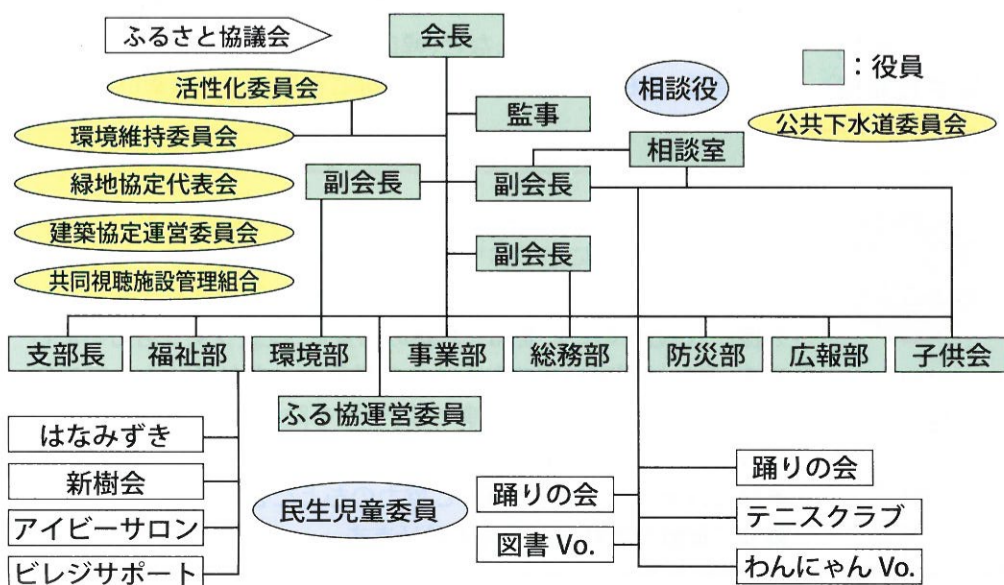 ふるさと協議会
会長
：役員
活性化委員会
相談役
監事
公共下水道委員会
環境維持委員会
相談室
緑地協定代表会
副会長
副会長
建築協定運営委員会
副会長
共同視聴施設管理組合
支部長
福祉部
環境部
事業部
総務部
防災部
広報部
子供会
ふる協運営委員
はなみずき
新樹会
アイビーサロン
ビレジサポート
民生児童委員
踊りの会
図書 Vo.
踊りの会
テニスクラブ
わんにゃん Vo.